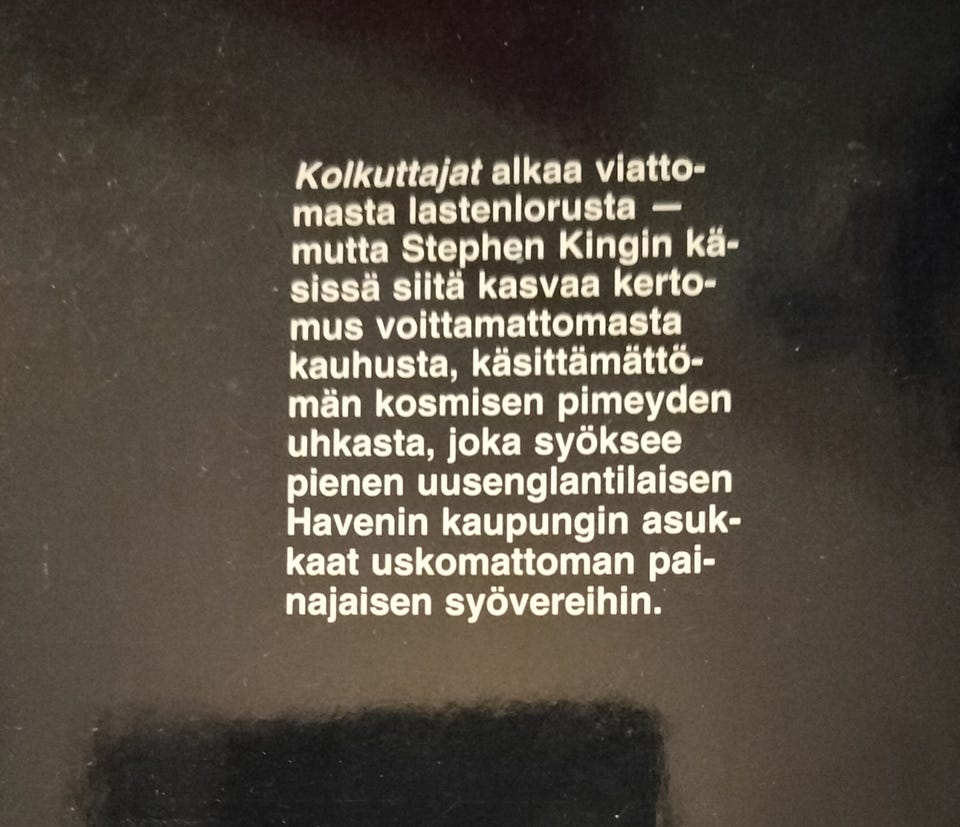 Kolkuttajat alkaa viatto-
masta lastenlorusta —
mutta Stephen Kingin kä-
sissä siitä kasvaa kerto-
mus voittamattomasta
kauhusta, käsittämättö-
män kosmisen pimeyden
uhkasta, joka syöksee
pienen uusenglantilaisen
Havenin kaupungin asuk-
kaat uskomattoman pai-
najaisen syövereihin.